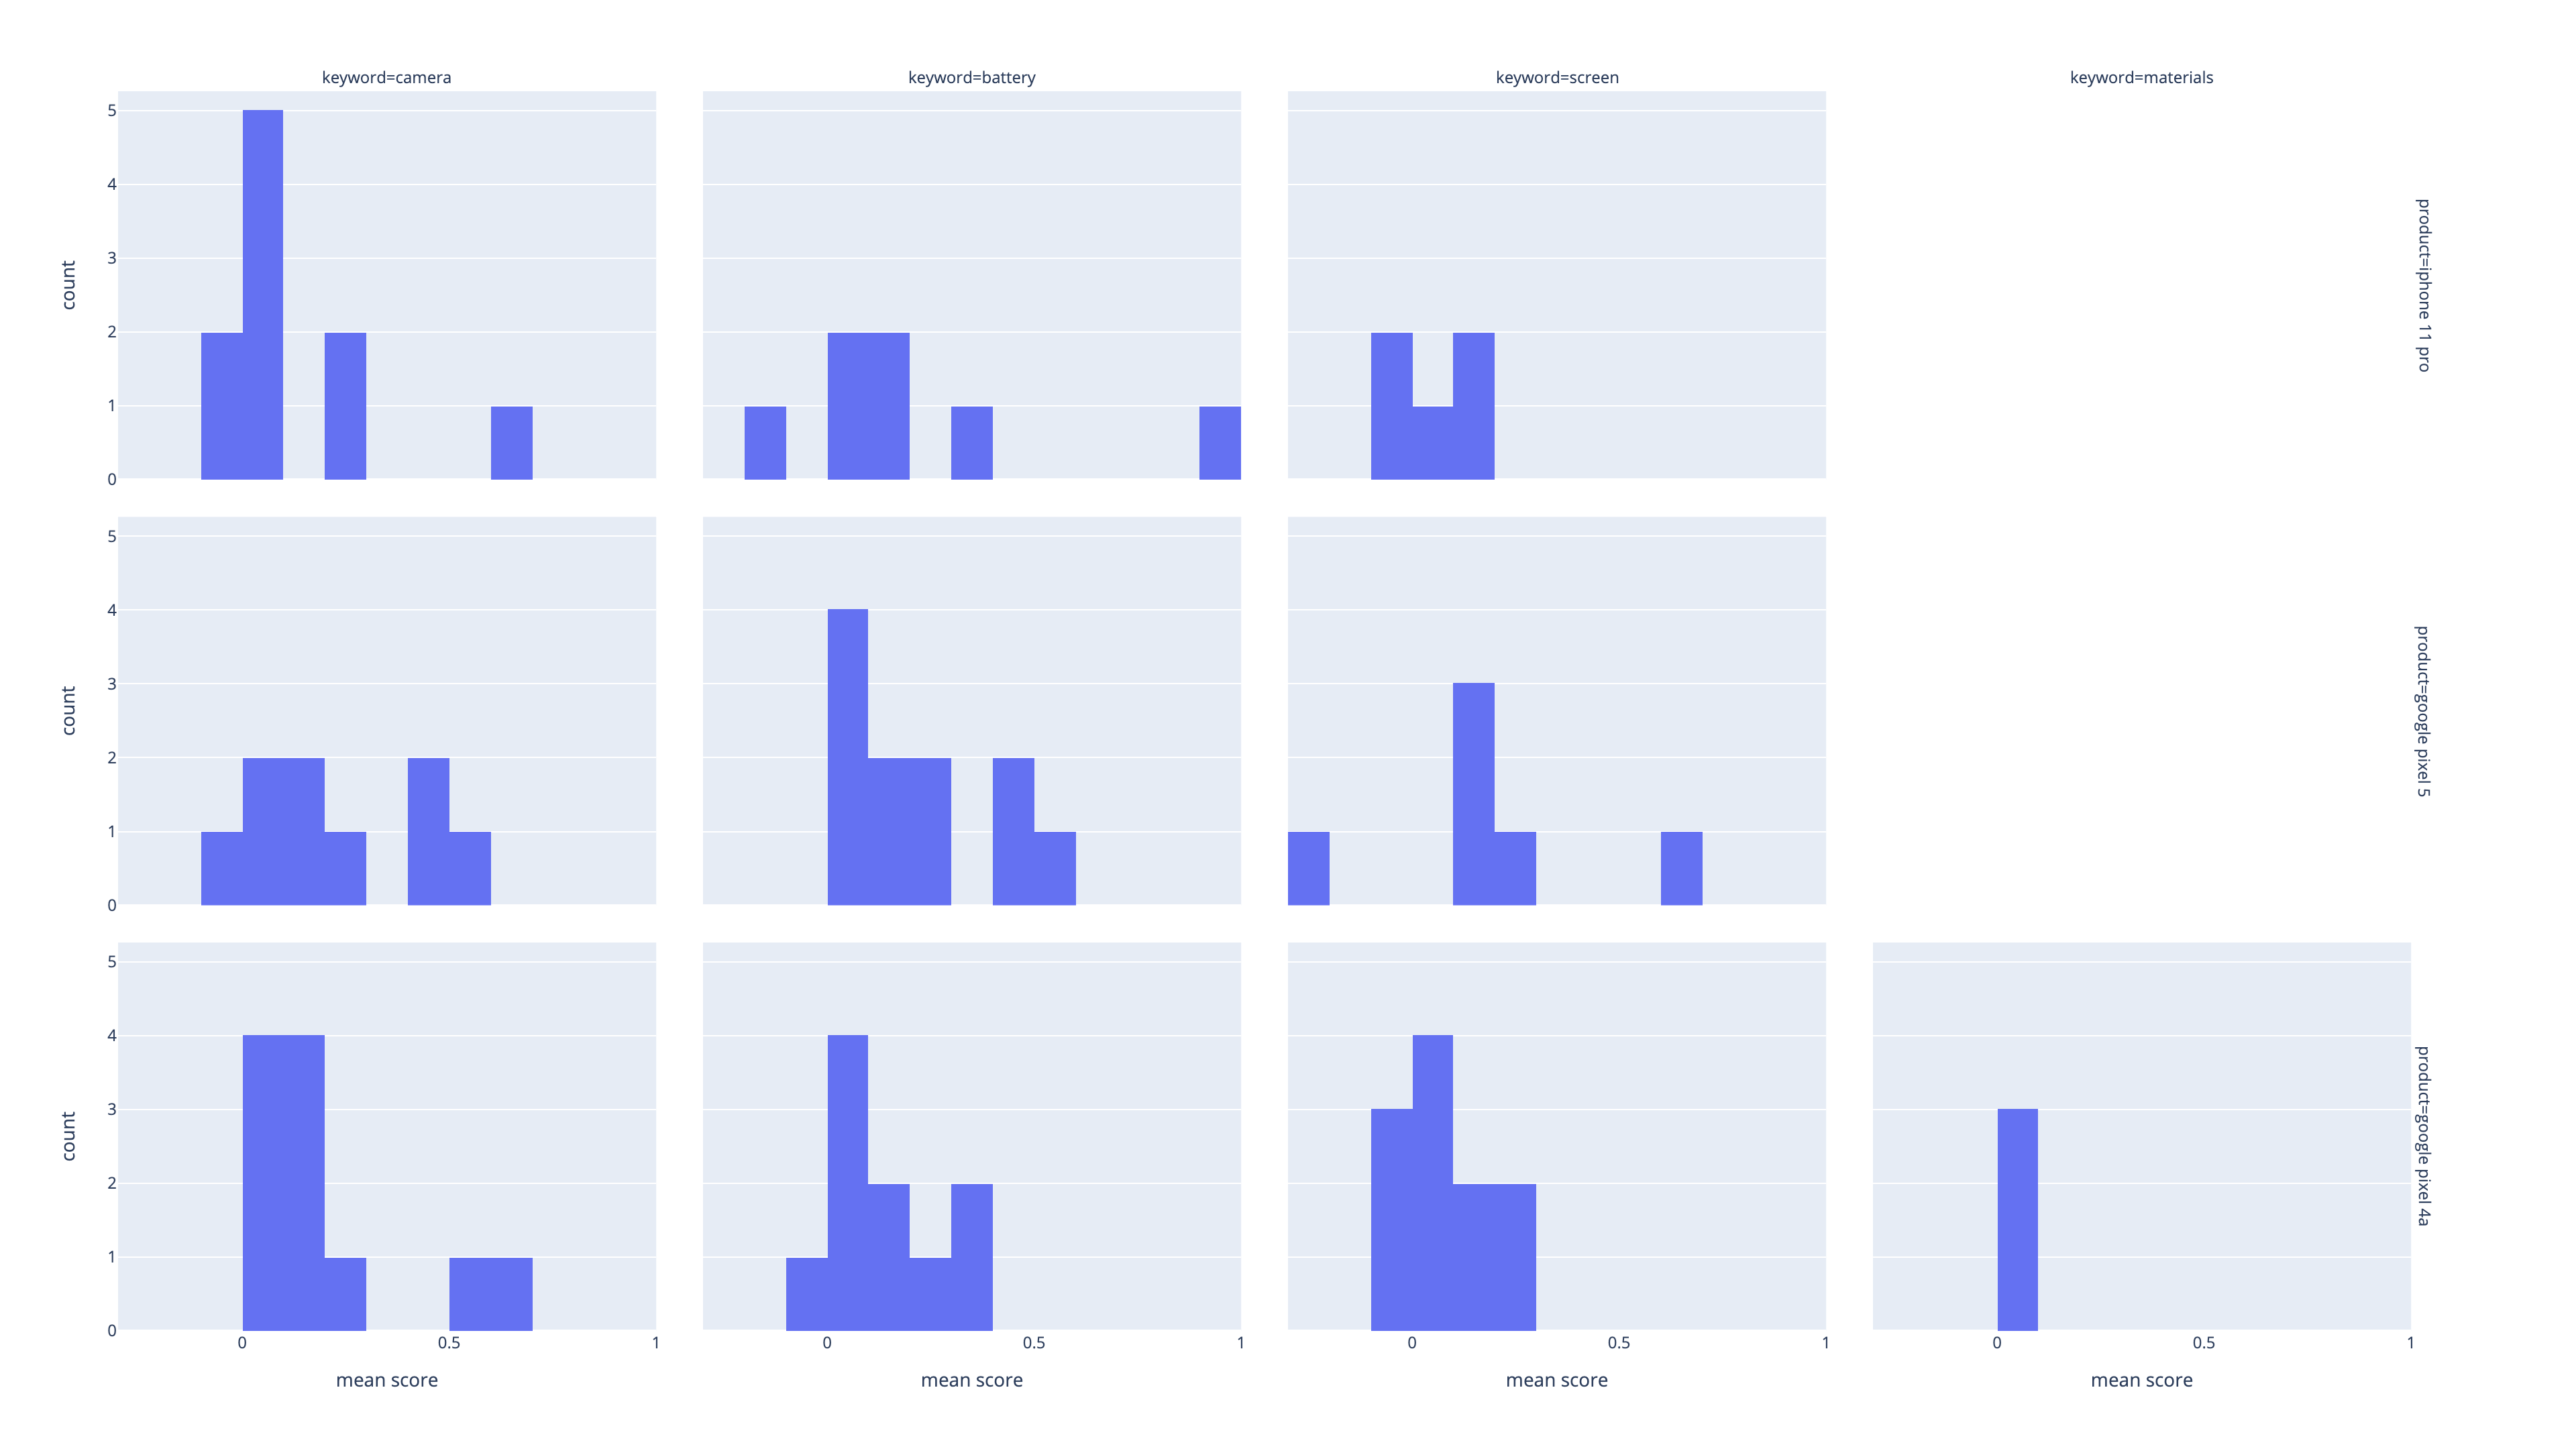 keyword=camera
keyword=battery
keyword=screen
keyword=materials
5
4
3
2
1
0
count
product=iphone 11 pro
5
4
3
2
1
0
count
product=google pixel 5
5
4
3
2
1
0
count
product=google pixel 4a
0 0.5 1
0 0.5 1
0 0.5 1
0 0.5 1
mean score
mean score
mean score
mean score